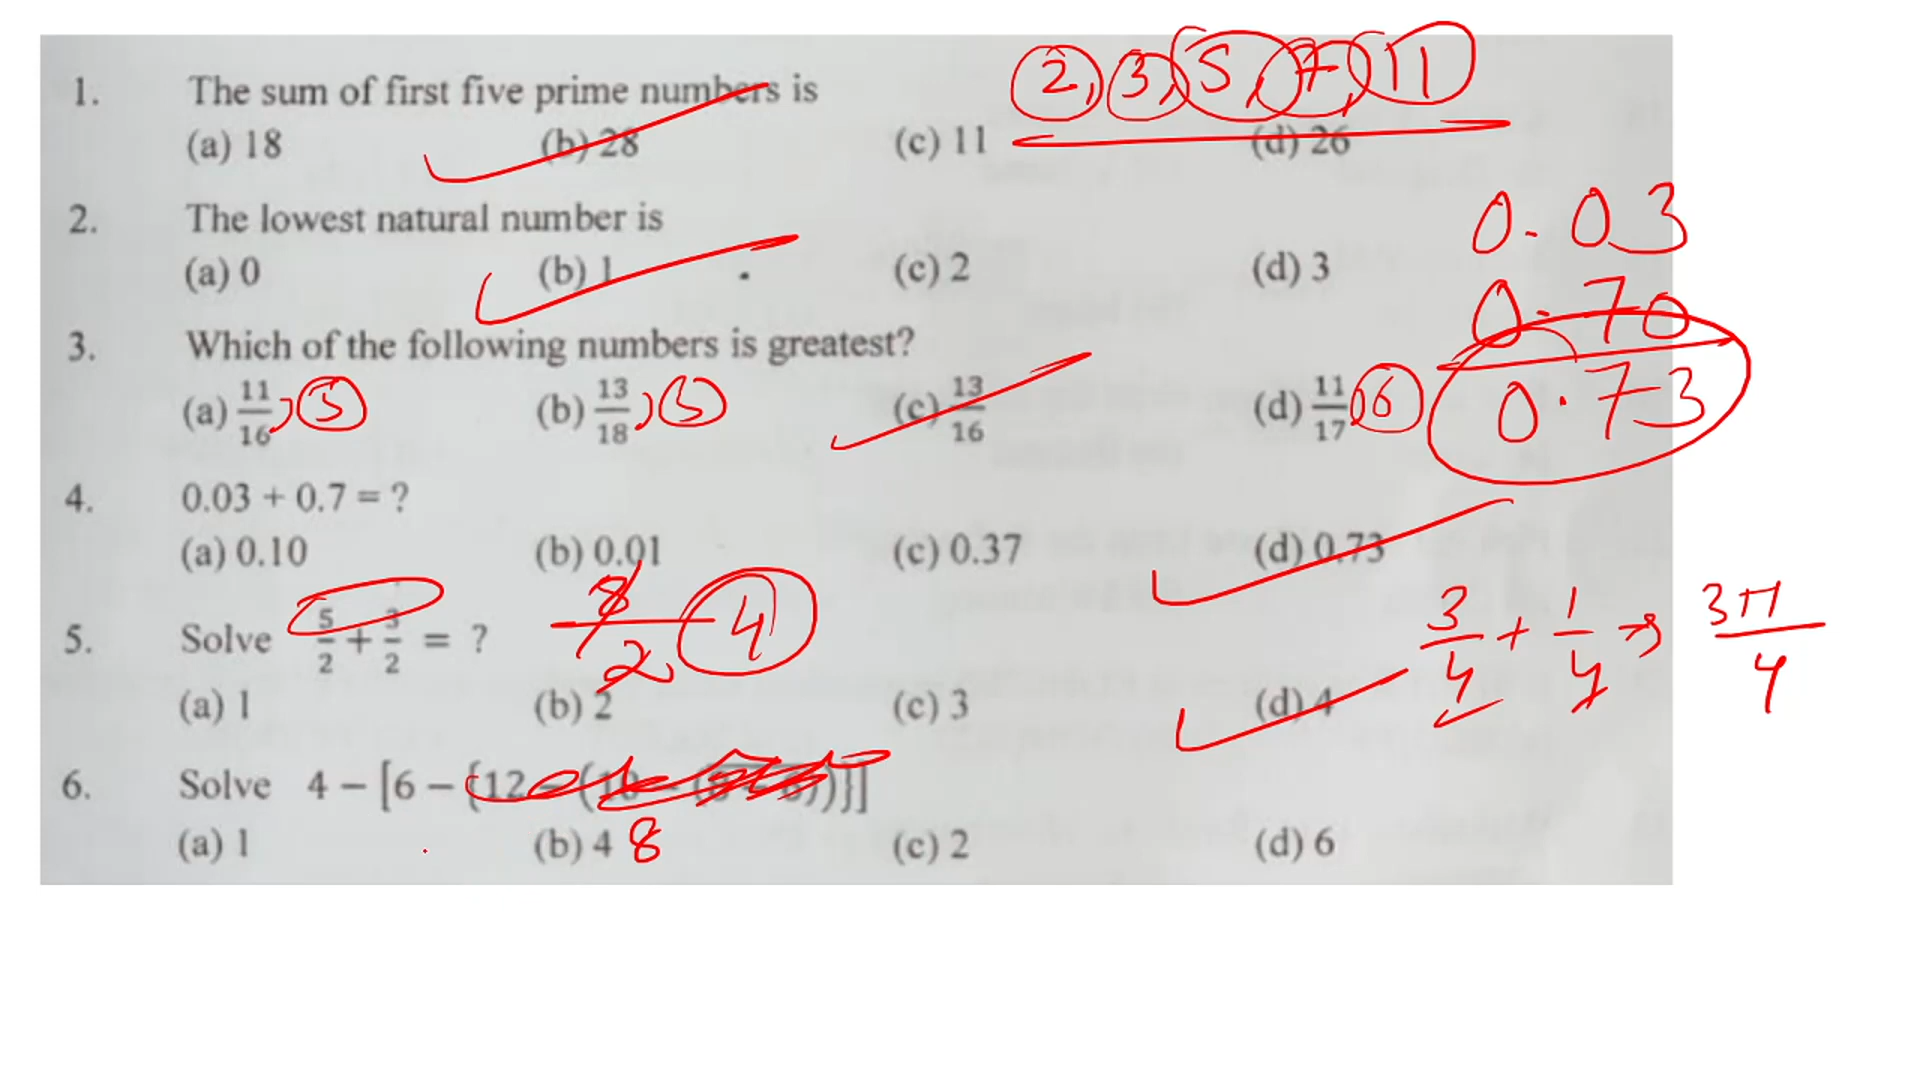 2, 3, 5, 7, 11
1. The sum of first five prime numbers is
(a) 18 (b) 28 (c) 11 (d) 26
0.03
2. The lowest natural number is
(a) 0 (b) 1 (c) 2 (d) 3
0.70
3. Which of the following numbers is greatest?
(a) 11/16, 5 (b) 13/18, 5 (c) 13/16 (d) 11/17, 6
0.73
4. 0.03 + 0.7 = ?
(a) 0.10 (b) 0.01 (c) 0.37 (d) 0.73
5. Solve 5/2 + 3/2 = ? 8/2, 4
3/4 + 1/4 → 3+1/4
(a) 1 (b) 2 (c) 3 (d) 4
6. Solve 4 – [6 – {12 – (10 –
(a) 1 (b) 4 8 (c) 2 (d) 6